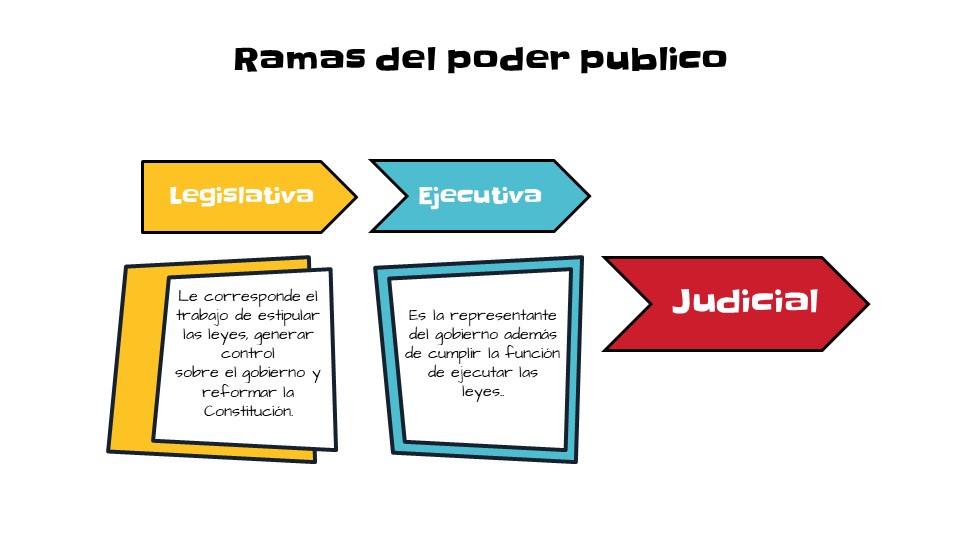 Ramas del poder publico
Legislativa
Ejecutiva
Judicial
Le corresponde el
trabajo de estipular
las leyes, generar
control
sobre el gobierno y
reformar la
Constitución.
Es la representante
del gobierno además
de cumplir la función
de ejecutar las
leyes..